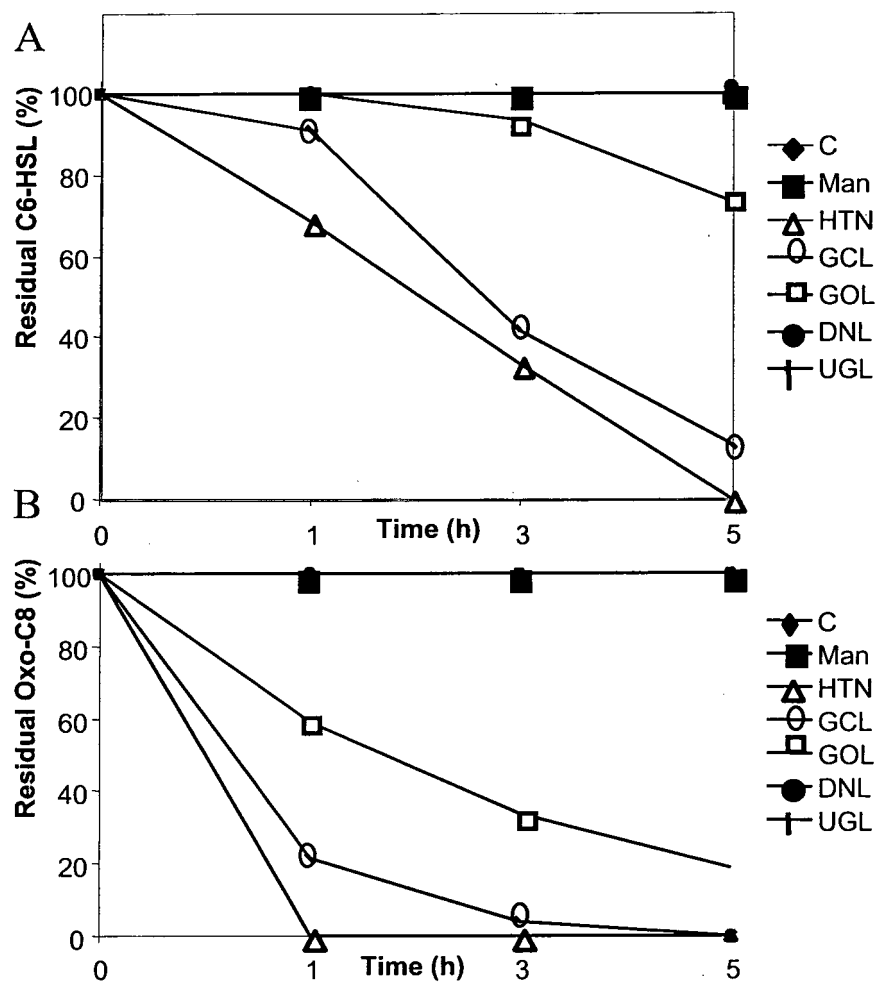 A
Residual C6-HSL (%)
100
80
60
40
20
0
0
1
3
5
Time (h)
C
Man
HTN
GCL
GOL
DNL
UGL
B
Residual Oxo-C8 (%)
100
80
60
40
20
0
0
1
3
5
Time (h)
C
Man
HTN
GCL
GOL
DNL
UGL